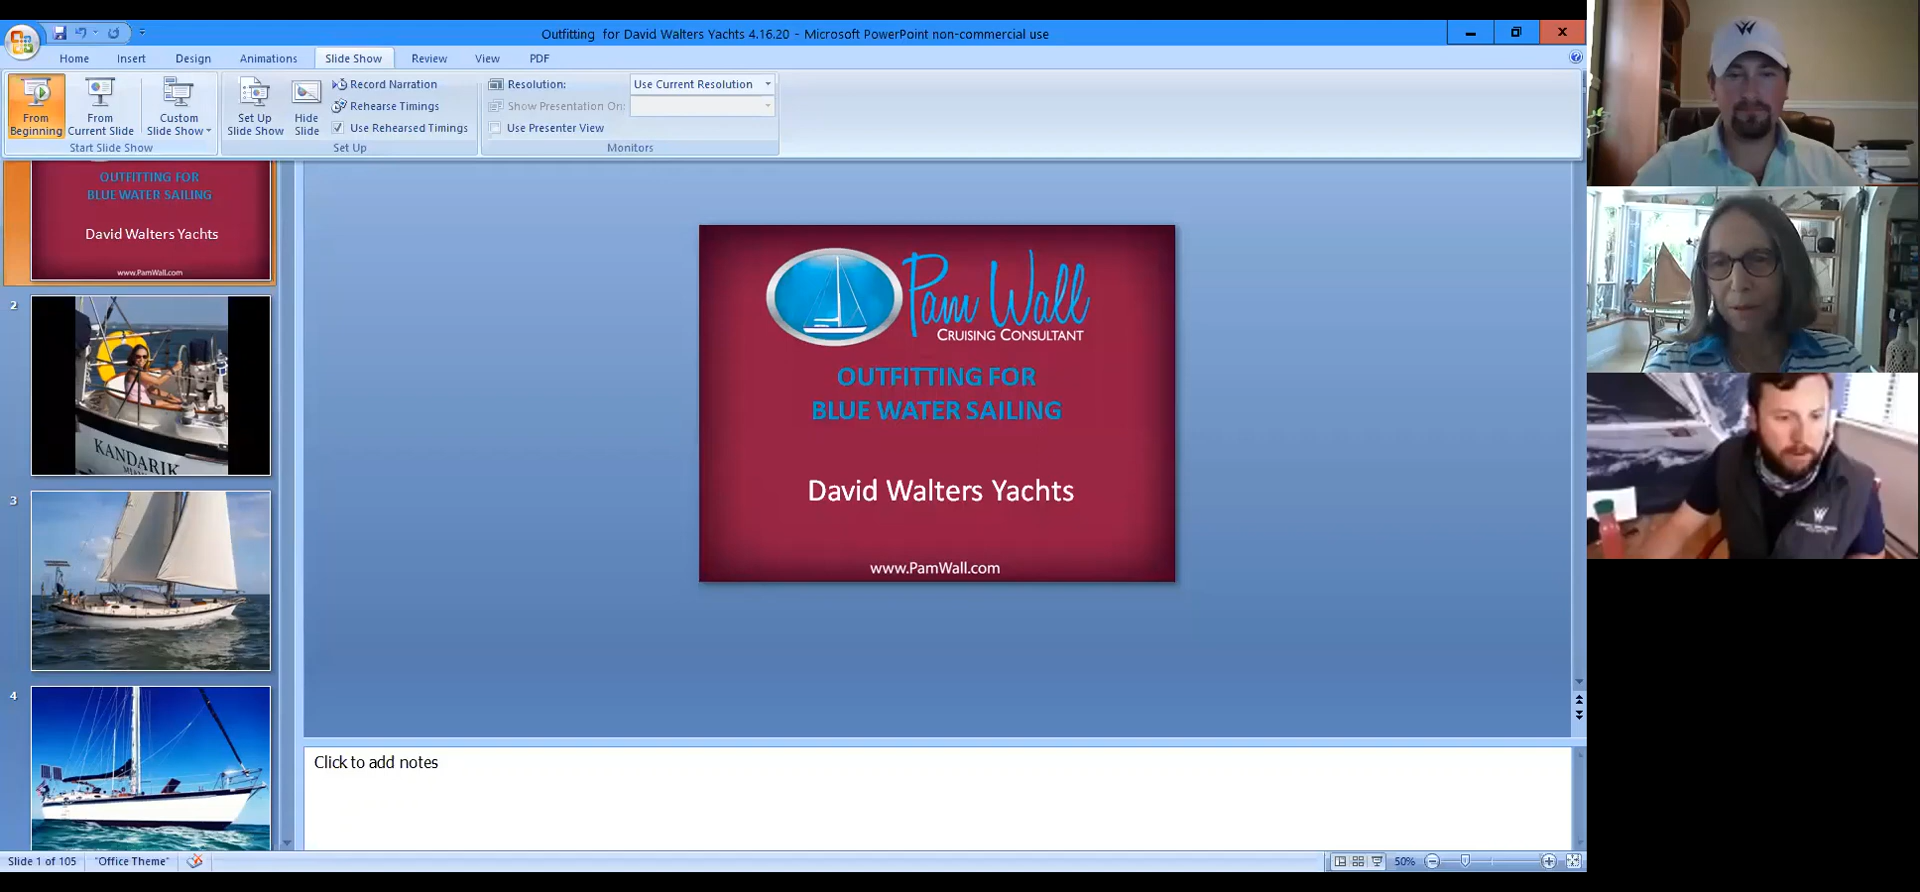 Outfitting for David Walters Yachts 4.16.20 - Microsoft PowerPoint non-commercial use
Home Insert Design Animations Slide Show Review View PDF
From Beginning
From Current Slide
Custom Slide Show
Start Slide Show
Set Up Slide Show
Hide Slide
Record Narration
Rehearse Timings
Use Rehearsed Timings
Set Up
Resolution: Use Current Resolution
Show Presentation On:
Use Presenter View
Monitors
OUTFITTING FOR
BLUE WATER SAILING
David Walters Yachts
www.PamWall.com
2
KANDARIK
3
4
Pam Wall
CRUISING CONSULTANT
OUTFITTING FOR
BLUE WATER SAILING
David Walters Yachts
www.PamWall.com
Click to add notes
Slide 1 of 105 "Office Theme" 50%